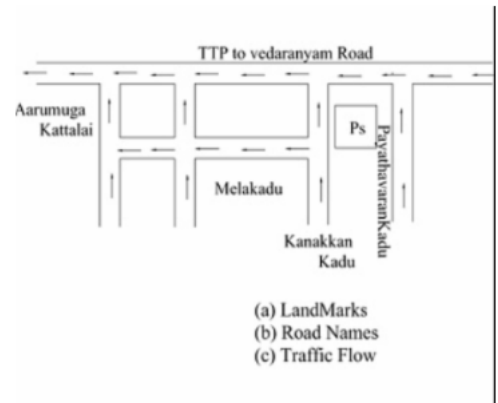 TTP to vedaranyam Road
Aarumuga
Kattalai
Ps
PayathavaranKadu
Melakadu
Kanakkan
Kadu
(a) LandMarks
(b) Road Names
(c) Traffic Flow